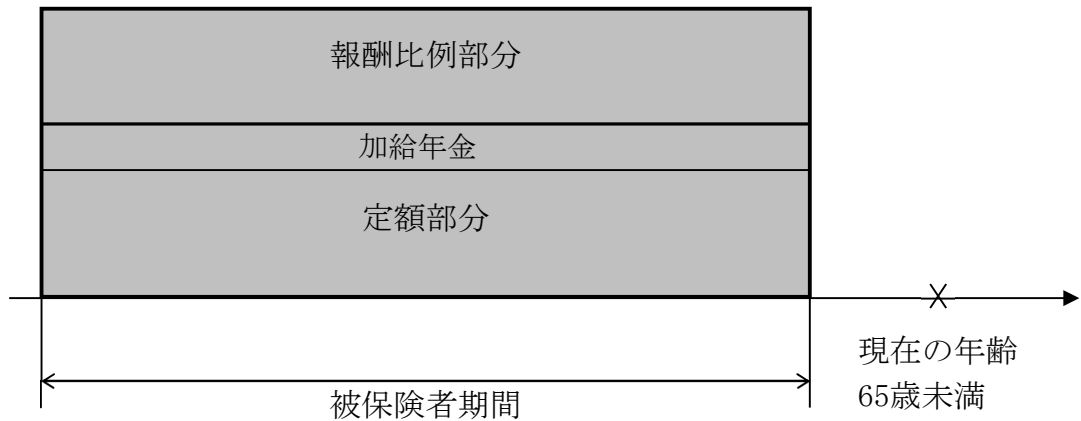 報酬比例部分
加給年金
定額部分
被保険者期間
現在の年齢
65歳未満